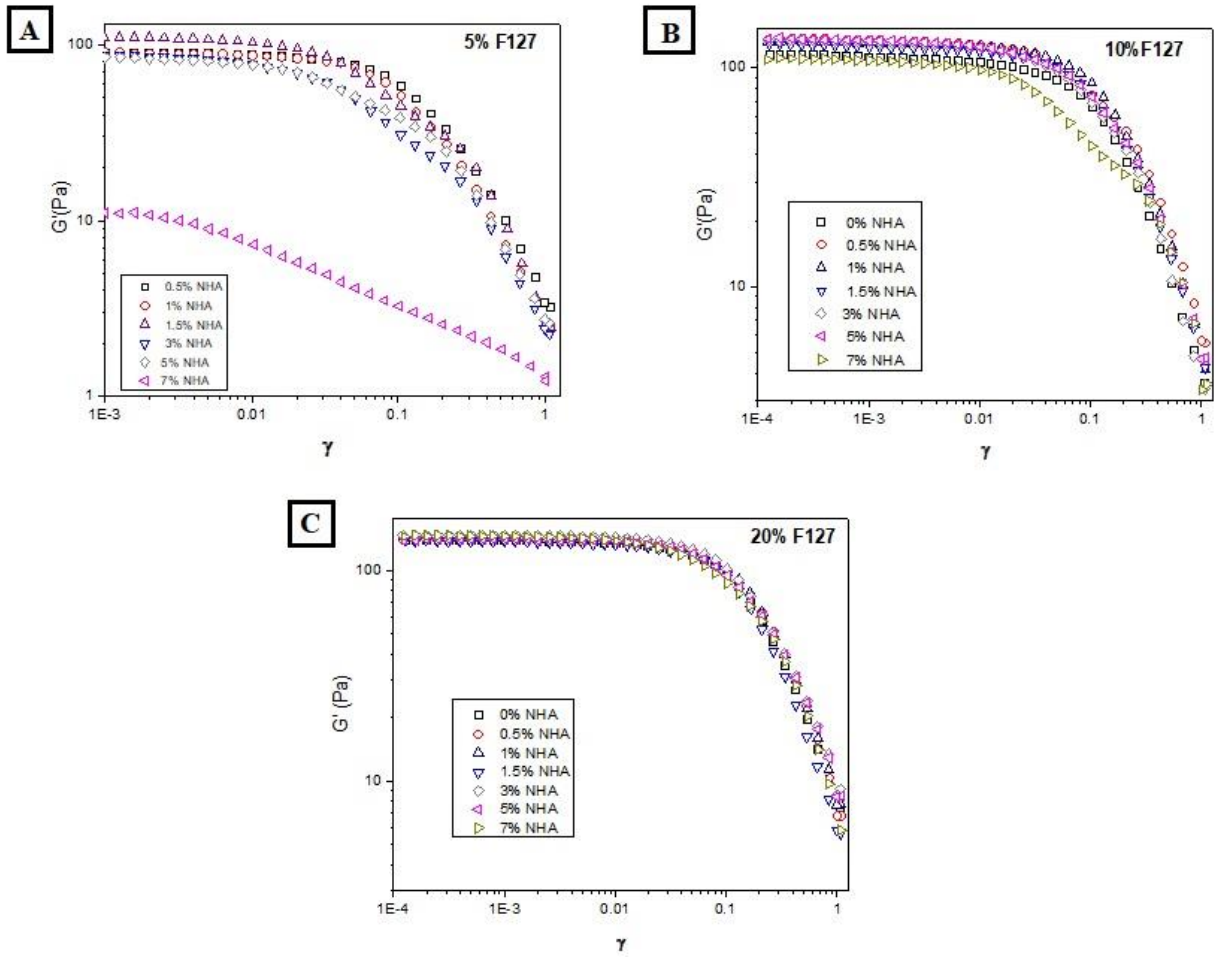 A
5% F127
100
10
1
G'(Pa)
0.5% NHA
1% NHA
1.5% NHA
3% NHA
5% NHA
7% NHA
1E-3
0.01
0.1
1
γ
B
10%F127
100
10
G'(Pa)
0% NHA
0.5% NHA
1% NHA
1.5% NHA
3% NHA
5% NHA
7% NHA
1E-4
1E-3
0.01
0.1
1
γ
C
20% F127
100
10
G' (Pa)
0% NHA
0.5% NHA
1% NHA
1.5% NHA
3% NHA
5% NHA
7% NHA
1E-4
1E-3
0.01
0.1
1
γ